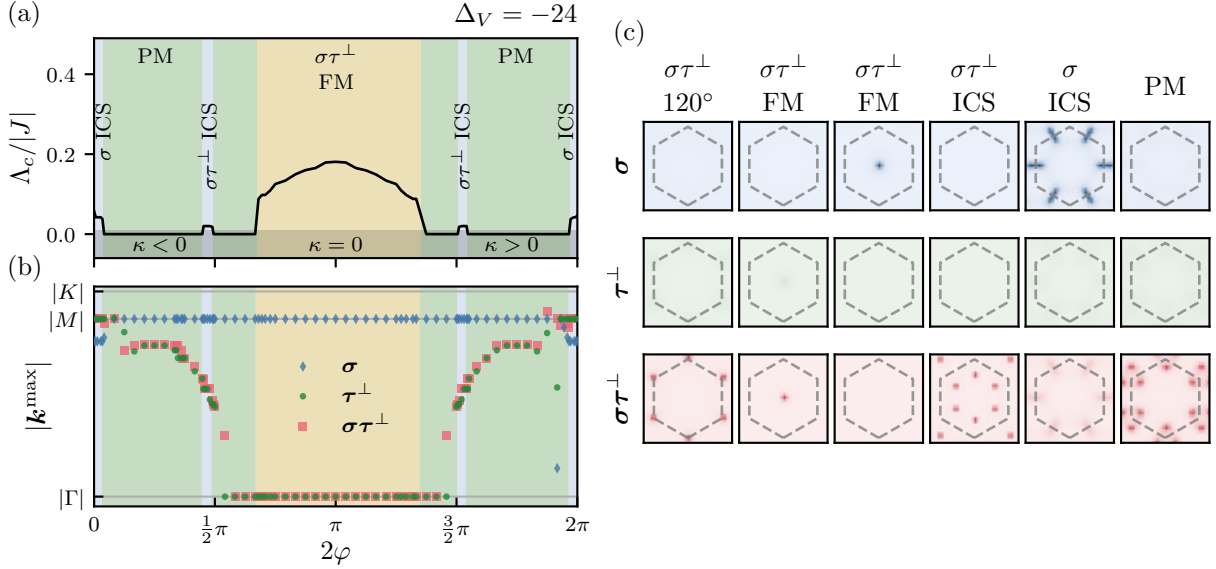 (a)
Δ_V = −24
PM
στ^⊥
FM
PM
σ ICS
στ^⊥ ICS
στ^⊥ ICS
σ ICS
Λ_c/|J|
0.4
0.2
0.0
κ < 0
κ = 0
κ > 0
(b)
|K|
|M|
|Γ|
|k^max|
σ
τ^⊥
στ^⊥
0
1/2 π
π
3/2 π
2π
2φ
(c)
στ^⊥ 120°
στ^⊥ FM
στ^⊥ FM
στ^⊥ ICS
σ ICS
PM
σ
τ^⊥
στ^⊥